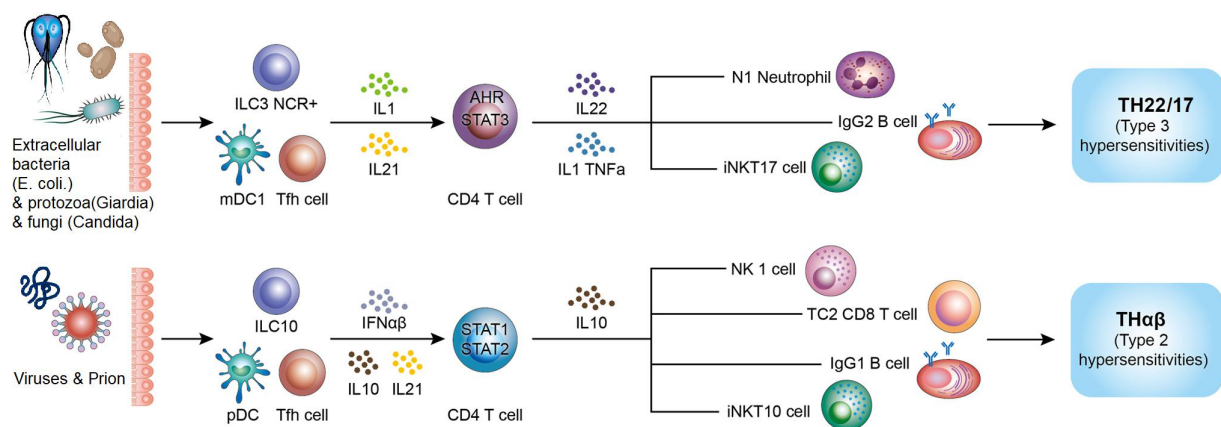 Extracellular
bacteria
(E. coli.)
& protozoa(Giardia)
& fungi (Candida)
ILC3 NCR+
mDC1 Tfh cell
IL1
IL21
AHR
STAT3
CD4 T cell
IL22
IL1 TNFa
N1 Neutrophil
IgG2 B cell
iNKT17 cell
TH22/17
(Type 3
hypersensitivities)
Viruses & Prion
ILC10
pDC Tfh cell
IFNαβ
IL10 IL21
STAT1
STAT2
CD4 T cell
IL10
NK 1 cell
TC2 CD8 T cell
IgG1 B cell
iNKT10 cell
THαβ
(Type 2
hypersensitivities)